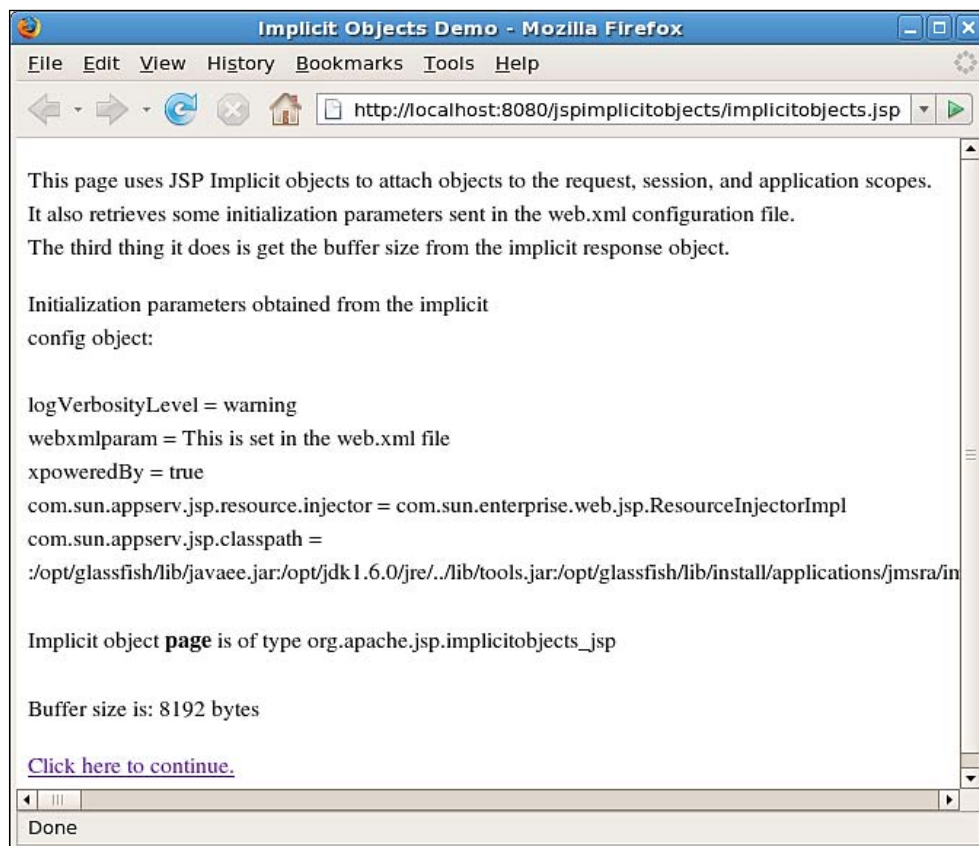 Implicit Objects Demo - Mozilla Firefox
File Edit View History Bookmarks Tools Help
http://localhost:8080/jspimplicitobjects/implicitobjects.jsp
This page uses JSP Implicit objects to attach objects to the request, session, and application scopes.
It also retrieves some initialization parameters sent in the web.xml configuration file.
The third thing it does is get the buffer size from the implicit response object.
Initialization parameters obtained from the implicit
config object:
logVerbosityLevel = warning
webxmlparam = This is set in the web.xml file
xpoweredBy = true
com.sun.appserv.jsp.resource.injector = com.sun.enterprise.web.jsp.ResourceInjectorImpl
com.sun.appserv.jsp.classpath =
:/opt/glassfish/lib/javaee.jar:/opt/jdk1.6.0/jre/../lib/tools.jar:/opt/glassfish/lib/install/applications/jmsra/im
Implicit object page is of type org.apache.jsp.implicitobjects_jsp
Buffer size is: 8192 bytes
Click here to continue.
Done